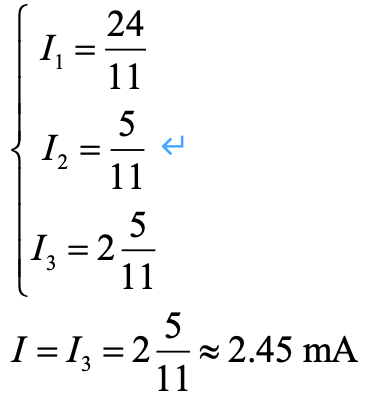 I₁ = 24/11
I₂ = 5/11 ↵
I₃ = 2 5/11
I = I₃ = 2 5/11 ≈ 2.45 mA